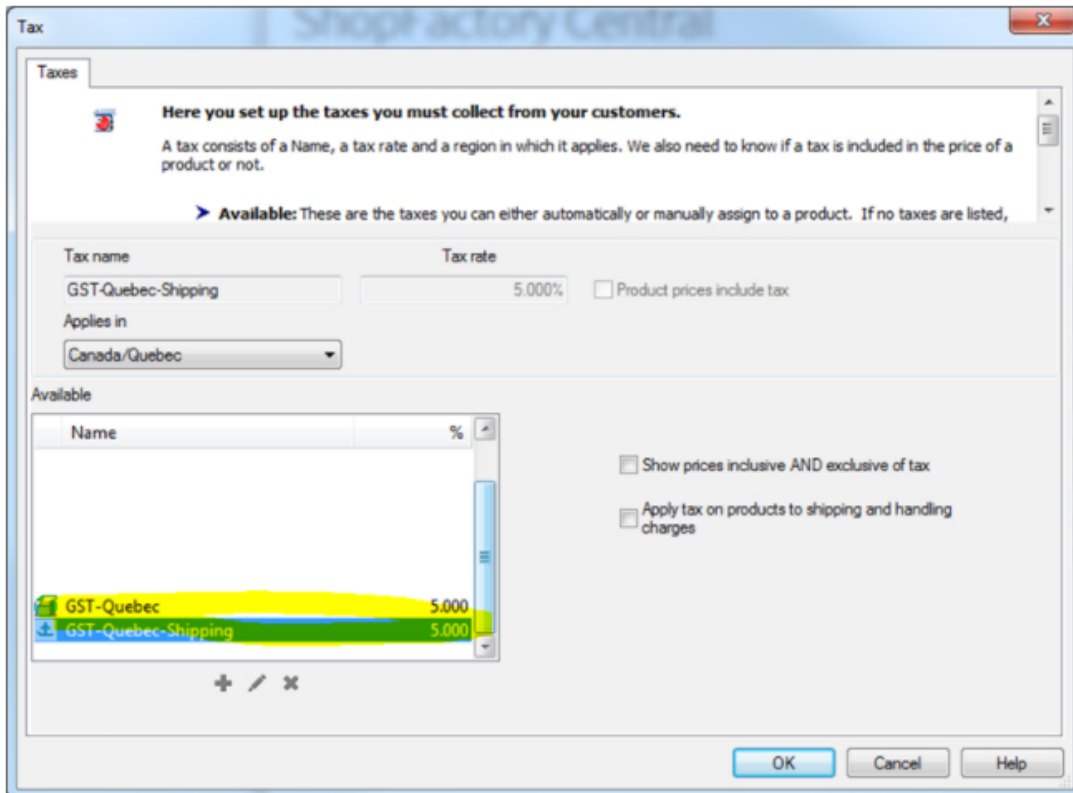 ShopFactory Central
Tax
Taxes
Here you set up the taxes you must collect from your customers.
A tax consists of a Name, a tax rate and a region in which it applies. We also need to know if a tax is included in the price of a
product or not.
Available: These are the taxes you can either automatically or manually assign to a product. If no taxes are listed,
Tax name
Tax rate
GST-Quebec-Shipping
5.000%
Product prices include tax
Applies in
Canada/Quebec
Available
Name
%
Show prices inclusive AND exclusive of tax
Apply tax on products to shipping and handling
charges
GST-Quebec
5.000
GST-Quebec-Shipping
5.000
OK
Cancel
Help